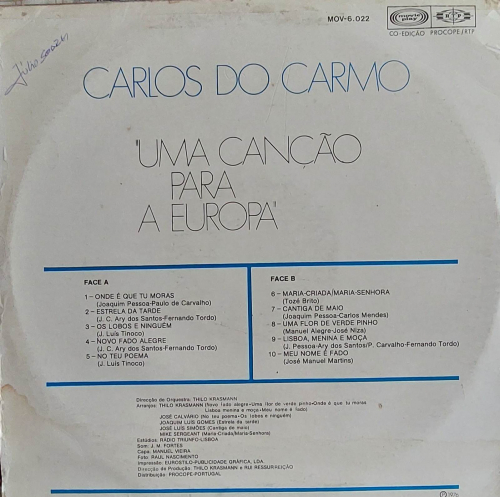 MOV-6.022
movie play
R P
CO-EDIÇÃO PROCOPE/RTP
Júlio
CARLOS DO CARMO
"UMA CANÇÃO
PARA
A EUROPA"
FACE A
1 – ONDE É QUE TU MORAS
(Joaquim Pessoa-Paulo de Carvalho)
2 – ESTRELA DA TARDE
(J. C. Ary dos Santos-Fernando Tordo)
3 – OS LOBOS E NINGUÉM
(J. Luís Tinoco)
4 – NOVO FADO ALEGRE
(J. C. Ary dos Santos-Fernando Tordo)
5 – NO TEU POEMA
(J. Luís Tinoco)
FACE B
6 – MARIA-CRIADA/MARIA-SENHORA
(Tozé Brito)
7 – CANTIGA DE MAIO
(Joaquim Pessoa-Carlos Mendes)
8 – UMA FLOR DE VERDE PINHO
(Manuel Alegre-José Niza)
9 – LISBOA, MENINA E MOÇA
(J. Pessoa-Ary dos Santos/P. Carvalho-Fernando Tordo)
10 – MEU NOME É FADO
(José Manuel Martins)
Direcção de Orquestra: THILO KRASMANN
Arranjos: THILO KRASMANN (Novo fado alegre•Uma flor de verde pinho•Onde é que tu moras
Lisboa menina e moça•Meu nome é fado)
JOSÉ CALVÁRIO (No teu poema•Os lobos e ninguém)
JOAQUIM LUÍS GOMES (Estrela da tarde)
JOSÉ LUÍS SIMÕES (Cantiga de maio)
MIKE SERGEANT (Maria-Criada/Maria-Senhora)
Estúdios: RÁDIO TRIUNFO-LISBOA
Som: J. M. FORTES
Capa: MANUEL VIEIRA
Foto: RAUL NASCIMENTO
Impressão: EUROSTILO-PUBLICIDADE GRÁFICA, LDA.
Direcção de Produção: THILO KRASMANN e RUI RESSURREIÇÃO
Distribuição: PROCOPE-PORTUGAL
Ⓟ 1976